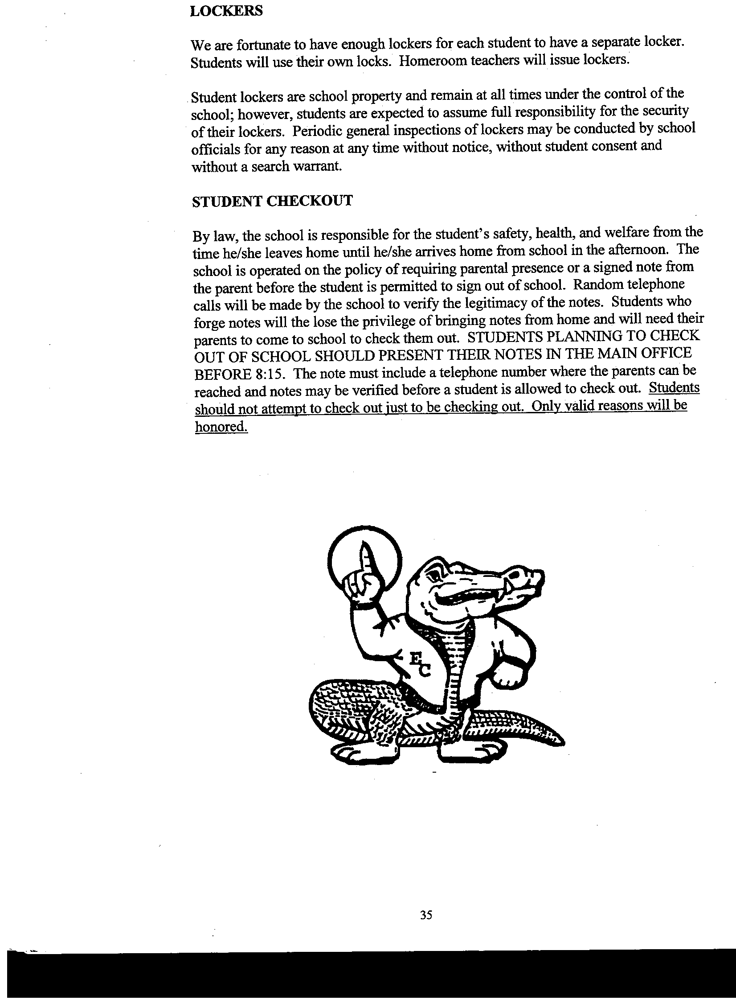 LOCKERS
We are fortunate to have enough lockers for each student to have a separate locker.
Students will use their own locks. Homeroom teachers will issue lockers.
Student lockers are school property and remain at all times under the control of the
school; however, students are expected to assume full responsibility for the security
of their lockers. Periodic general inspections of lockers may be conducted by school
officials for any reason at any time without notice, without student consent and
without a search warrant.
STUDENT CHECKOUT
By law, the school is responsible for the student's safety, health, and welfare from the
time he/she leaves home until he/she arrives home from school in the afternoon. The
school is operated on the policy of requiring parental presence or a signed note from
the parent before the student is permitted to sign out of school. Random telephone
calls will be made by the school to verify the legitimacy of the notes. Students who
forge notes will the lose the privilege of bringing notes from home and will need their
parents to come to school to check them out. STUDENTS PLANNING TO CHECK
OUT OF SCHOOL SHOULD PRESENT THEIR NOTES IN THE MAIN OFFICE
BEFORE 8:15. The note must include a telephone number where the parents can be
reached and notes may be verified before a student is allowed to check out. Students
should not attempt to check out just to be checking out. Only valid reasons will be
honored.
EC
35